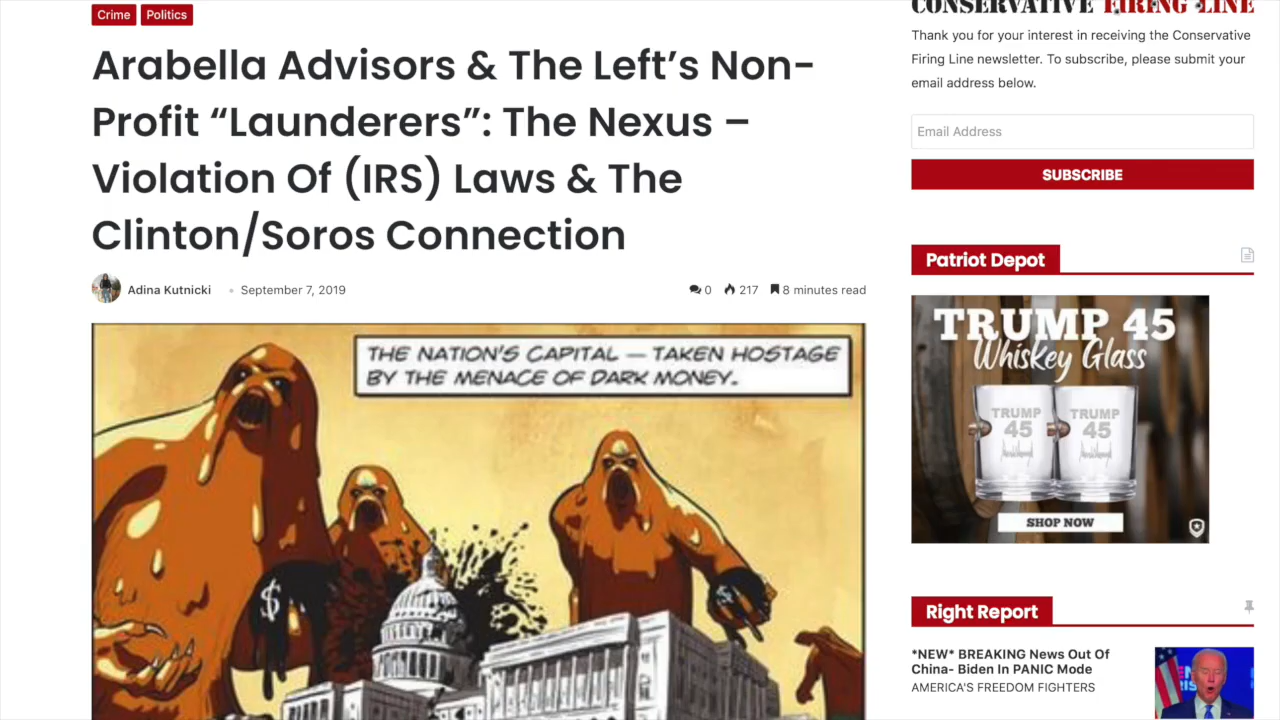 Crime
Politics
Arabella Advisors & The Left’s Non-
Profit “Launderers”: The Nexus –
Violation Of (IRS) Laws & The
Clinton/Soros Connection
Adina Kutnicki
September 7, 2019
0
217
8 minutes read
THE NATION'S CAPITAL — TAKEN HOSTAGE
BY THE MENACE OF DARK MONEY.
$
$
CONSERVATIVE FIRING LINE
Thank you for your interest in receiving the Conservative
Firing Line newsletter. To subscribe, please submit your
email address below.
Email Address
SUBSCRIBE
Patriot Depot
TRUMP 45
Whiskey Glass
TRUMP
45
TRUMP
45
SHOP NOW
Right Report
*NEW* BREAKING News Out Of
China- Biden In PANIC Mode
AMERICA'S FREEDOM FIGHTERS